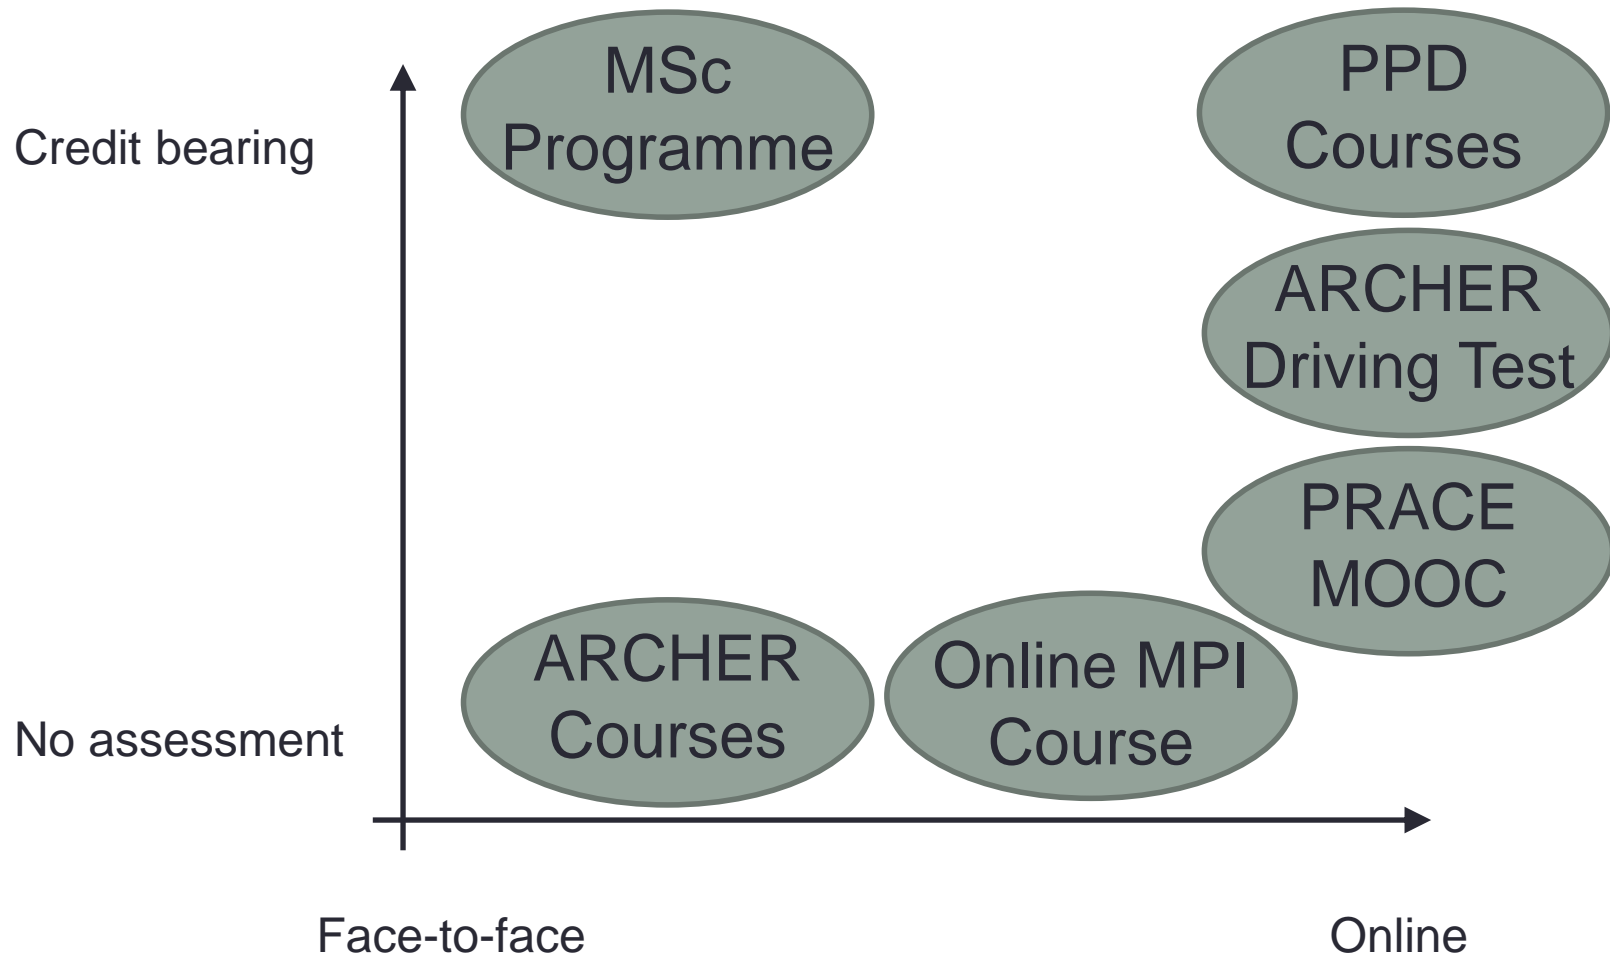 MSc
Programme
PPD
Courses
Credit bearing
ARCHER
Driving Test
PRACE
MOOC
ARCHER
Courses
Online MPI
Course
No assessment
Face-to-face
Online